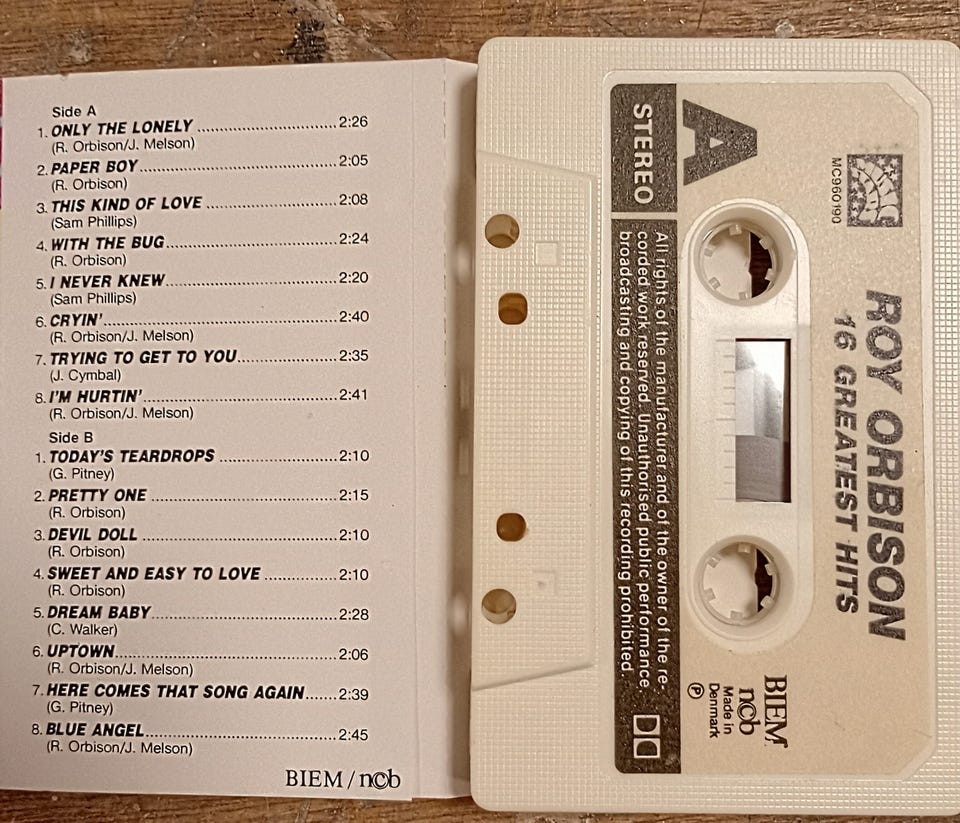 Side A
1. ONLY THE LONELY ........................ 2:26
(R. Orbison/J. Melson)
2. PAPER BOY ........................ 2:05
(R. Orbison)
3. THIS KIND OF LOVE ........................ 2:08
(Sam Phillips)
4. WITH THE BUG ........................ 2:24
(R. Orbison)
5. I NEVER KNEW ........................ 2:20
(Sam Phillips)
6. CRYIN' ........................ 2:40
(R. Orbison/J. Melson)
7. TRYING TO GET TO YOU ........................ 2:35
(J. Cymbal)
8. I'M HURTIN' ........................ 2:41
(R. Orbison/J. Melson)
Side B
1. TODAY'S TEARDROPS ........................ 2:10
(G. Pitney)
2. PRETTY ONE ........................ 2:15
(R. Orbison)
3. DEVIL DOLL ........................ 2:10
(R. Orbison)
4. SWEET AND EASY TO LOVE ........................ 2:10
(R. Orbison)
5. DREAM BABY ........................ 2:28
(C. Walker)
6. UPTOWN ........................ 2:06
(R. Orbison/J. Melson)
7. HERE COMES THAT SONG AGAIN ....... 2:39
(G. Pitney)
8. BLUE ANGEL ........................ 2:45
(R. Orbison/J. Melson)
BIEM / ncb
MC960190
ROY ORBISON
16 GREATEST HITS
A
STEREO
BIEM
ncb
Made in
Denmark
Ⓟ
All rights of the manufacturer and of the owner of the re-
corded work reserved. Unauthorised public performance,
broadcasting and copying of this recording prohibited.